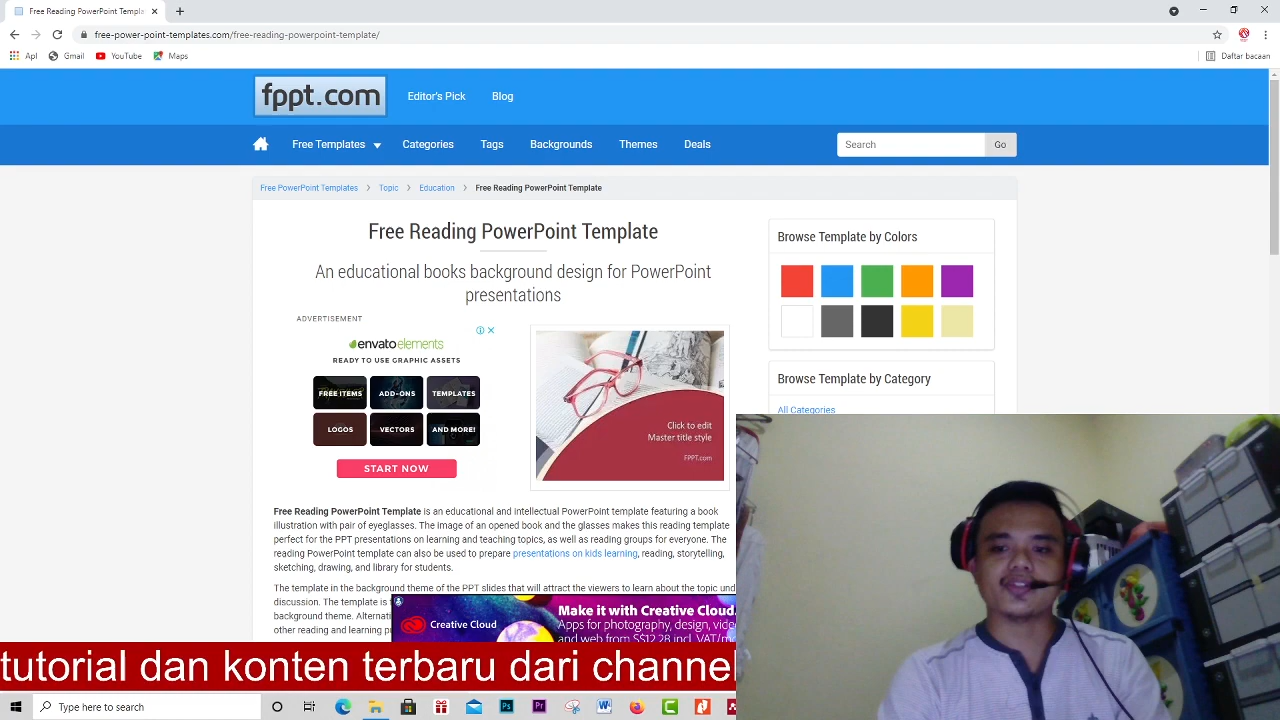 Free Reading PowerPoint Templat
free-power-point-templates.com/free-reading-powerpoint-template/
Apl Gmail YouTube Maps Daftar bacaan
fppt.com Editor's Pick Blog
Free Templates Categories Tags Backgrounds Themes Deals Search Go
Free PowerPoint Templates > Topic > Education > Free Reading PowerPoint Template
Free Reading PowerPoint Template
An educational books background design for PowerPoint
presentations
ADVERTISEMENT
envatoelements
READY TO USE GRAPHIC ASSETS
FREE ITEMS ADD-ONS TEMPLATES
LOGOS VECTORS AND MORE!
START NOW
Click to edit
Master title style
FPPT.com
Browse Template by Colors
Browse Template by Category
All Categories
Free Reading PowerPoint Template is an educational and intellectual PowerPoint template featuring a book
illustration with pair of eyeglasses. The image of an opened book and the glasses makes this reading template
perfect for the PPT presentations on learning and teaching topics, as well as reading groups for everyone. The
reading PowerPoint template can also be used to prepare presentations on kids learning, reading, storytelling,
sketching, drawing, and library for students.
The template in the background theme of the PPT slides that will attract the viewers to learn about the topic und
discussion. The template is
background theme. Alternati
other reading and learning p
Creative Cloud
Make it with Creative Cloud.
Apps for photography, design, video
and web from S$12.28 incl. VAT/m
tutorial dan konten terbaru dari channel
Type here to search